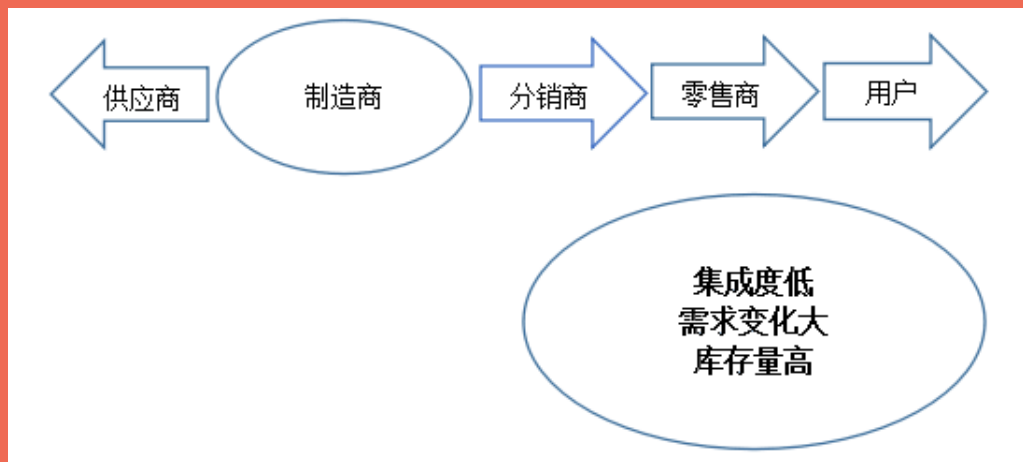 供应商
制造商
分销商
零售商
用户
集成度低
需求变化大
库存量高